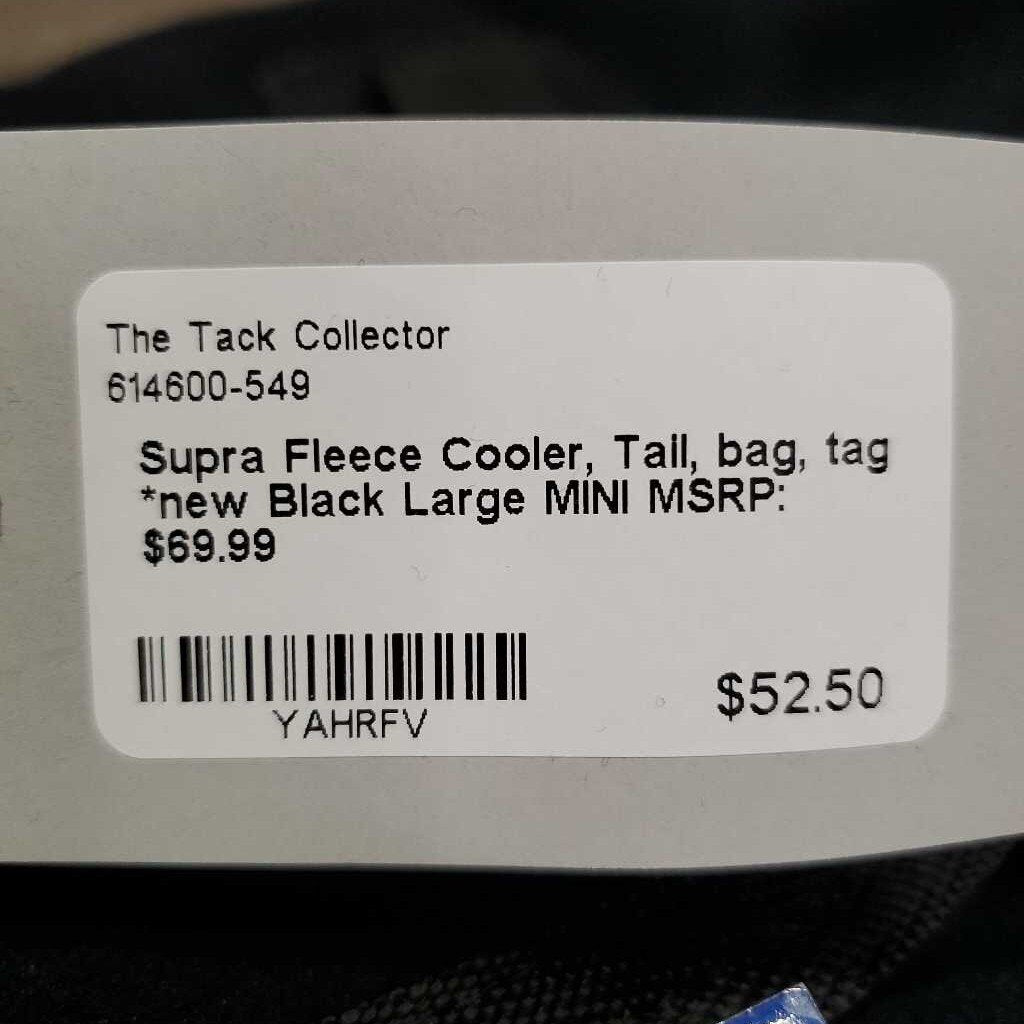 The Tack Collector
614600-549
Supra Fleece Cooler, Tail, bag, tag
*new Black Large MINI MSRP:
$69.99
YAHRFV
$52.50